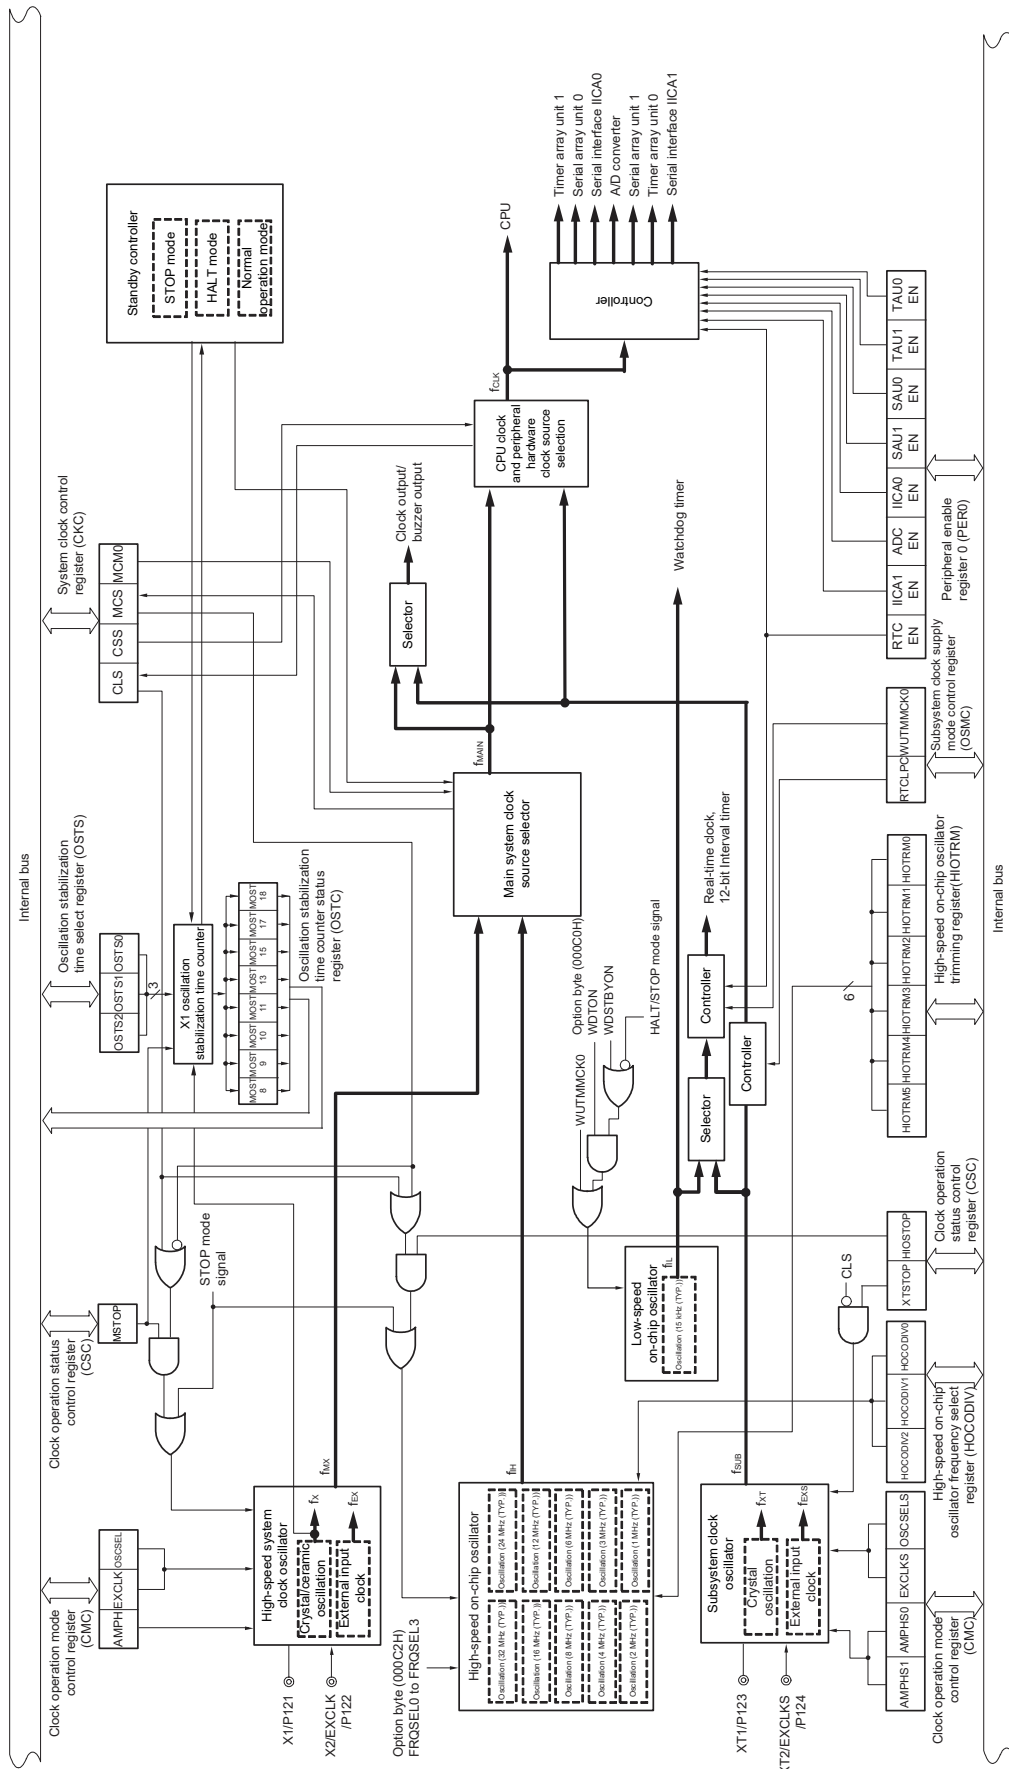 Internal bus
Clock operation mode
control register
(CMC)
AMPH
EXCLK
OSCSEL
Clock operation status
control register
(CSC)
MSTOP
STOP mode
signal
Oscillation stabilization
time select register (OSTS)
OSTS2
OSTS1
OSTS0
3
X1 oscillation
stabilization time counter
MOST
8
MOST
9
MOST
10
MOST
11
MOST
13
MOST
15
MOST
17
MOST
18
Oscillation stabilization
time counter status
register (OSTC)
System clock control
register (CKC)
CLS
CSS
MCS
MCM0
Standby controller
STOP mode
HALT mode
Normal
operation mode
X1/P121
X2/EXCLK
/P122
High-speed system
clock oscillator
Crystal/ceramic
oscillation
fX
External input
clock
fEX
fMX
Option byte (000C2H)
FRQSEL0 to FRQSEL3
High-speed on-chip oscillator
Oscillation (32 MHz (TYP.))
Oscillation (24 MHz (TYP.))
Oscillation (16 MHz (TYP.))
Oscillation (12 MHz (TYP.))
Oscillation (8 MHz (TYP.))
Oscillation (6 MHz (TYP.))
Oscillation (4 MHz (TYP.))
Oscillation (3 MHz (TYP.))
Oscillation (2 MHz (TYP.))
Oscillation (1 MHz (TYP.))
fIH
Main system clock
source selector
fMAIN
Selector
Clock output/
buzzer output
CPU clock
and peripheral
hardware
clock source
selection
fCLK
CPU
Controller
Timer array unit 1
Serial array unit 0
Serial interface IICA0
A/D converter
Serial array unit 1
Timer array unit 0
Serial interface IICA1
WUTMMCK0
Option byte (000C0H)
WDTON
WDSTBYON
HALT/STOP mode signal
Low-speed
on-chip oscillator
Oscillation (15 kHz (TYP.))
fIL
Watchdog timer
Selector
Controller
Real-time clock,
12-bit Interval timer
Controller
XT1/P123
XT2/EXCLKS
/P124
Subsystem clock
oscillator
Crystal
oscillation
fXT
External input
clock
fEXS
fSUB
CLS
6
AMPHS1
AMPHS0
EXCLKS
OSCSELS
Clock operation mode
control register
(CMC)
HOCODIV2
HOCODIV1
HOCODIV0
High-speed on-chip
oscillator frequency select
register (HOCODIV)
XTSTOP
HIOSTOP
Clock operation
status control
register (CSC)
HIOTRM5
HIOTRM4
HIOTRM3
HIOTRM2
HIOTRM1
HIOTRM0
High-speed on-chip oscillator
trimming register(HIOTRM)
RTCLPC
WUTMMCK0
Subsystem clock supply
mode control register
(OSMC)
RTC
EN
IICA1
EN
ADC
EN
IICA0
EN
SAU1
EN
SAU0
EN
TAU1
EN
TAU0
EN
Peripheral enable
register 0 (PER0)
Internal bus